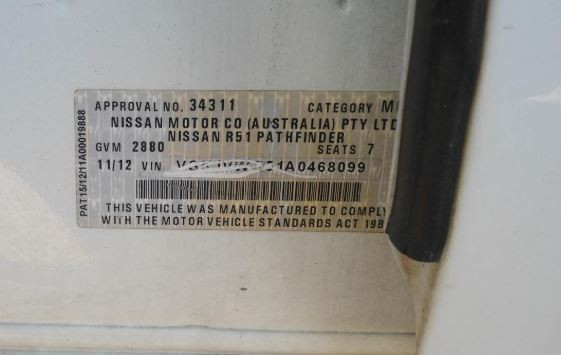 APPROVAL NO. 34311 CATEGORY
NISSAN MOTOR CO (AUSTRALIA) PTY LTD
NISSAN R51 PATHFINDER
GVM 2880 SEATS 7
11/12 VIN
THIS VEHICLE WAS MANUFACTURED TO COMPLY
WITH THE MOTOR VEHICLE STANDARDS ACT
PAT15/12/11A00019888